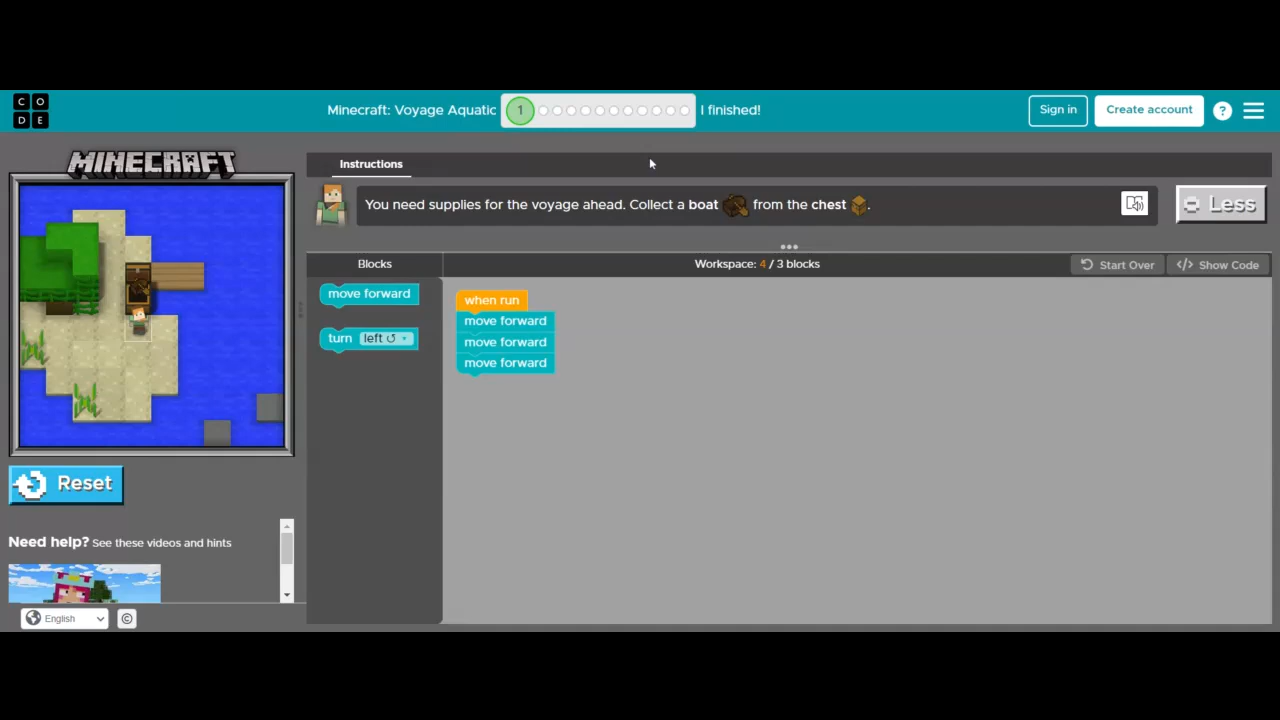 CODE
Minecraft: Voyage Aquatic
1
I finished!
Sign in
Create account
?
MINECRAFT
Instructions
You need supplies for the voyage ahead. Collect a boat from the chest .
Less
Blocks
Workspace: 4 / 3 blocks
Start Over
</> Show Code
move forward
turn left ↺
when run
move forward
move forward
move forward
Reset
Need help? See these videos and hints
English
©